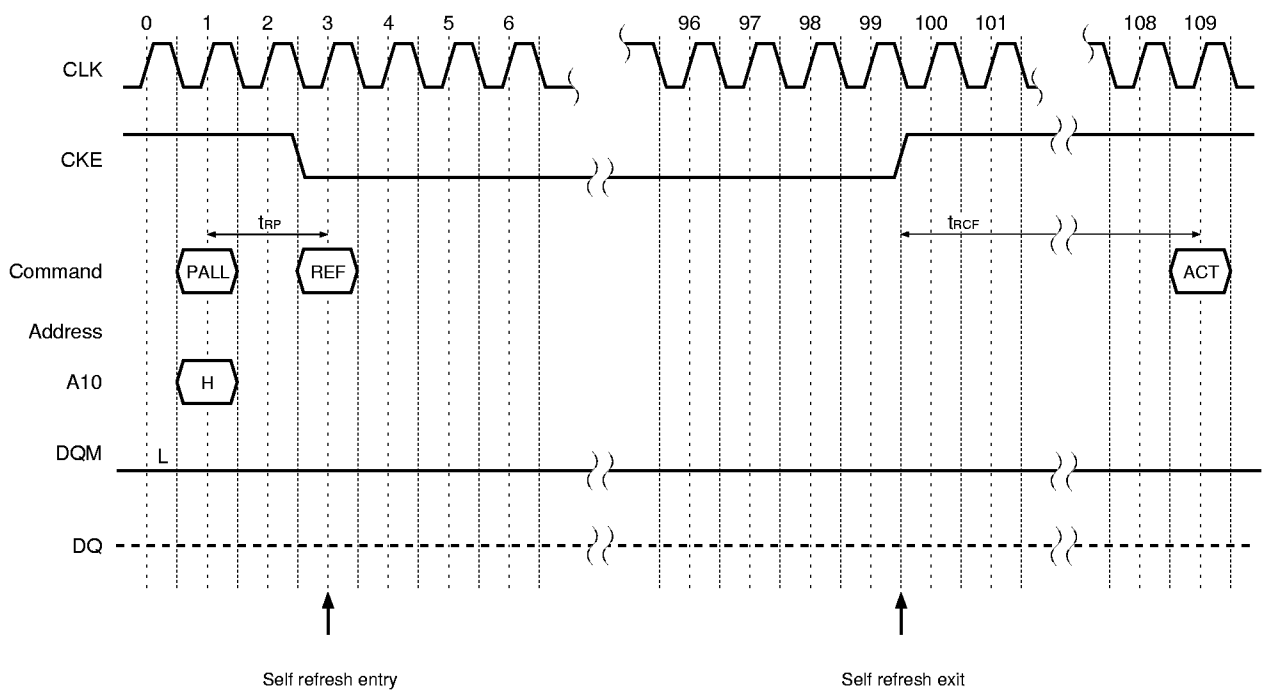 0 1 2 3 4 5 6 96 97 98 99 100 101 108 109
CLK
CKE
tRP tRCF
Command PALL REF ACT
Address
A10 H
DQM L
DQ
Self refresh entry Self refresh exit